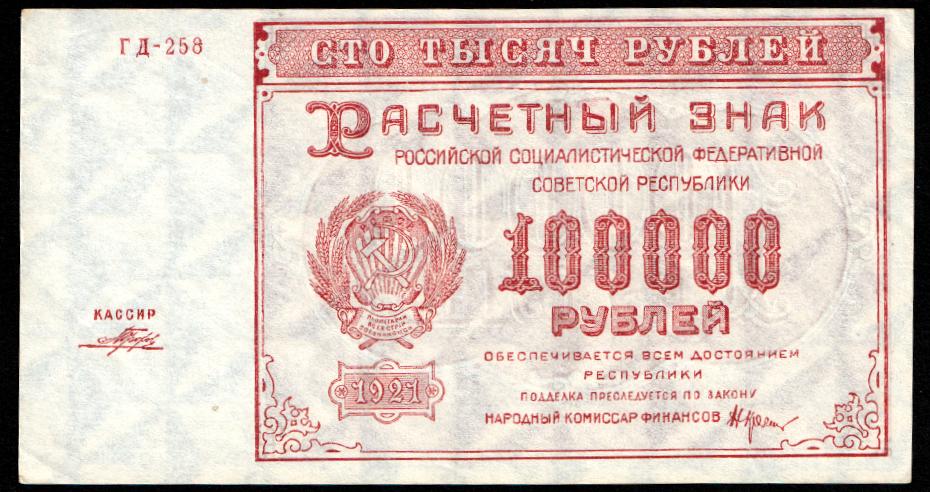 ГД-258
СТО ТЫСЯЧ РУБЛЕЙ
РАСЧЕТНЫЙ ЗНАК
РОССИЙСКОЙ СОЦИАЛИСТИЧЕСКОЙ ФЕДЕРАТИВНОЙ
СОВЕТСКОЙ РЕСПУБЛИКИ
100000
РУБЛЕЙ
КАССИР
ОБЕСПЕЧИВАЕТСЯ ВСЕМ ДОСТОЯНИЕМ
РЕСПУБЛИКИ
1921
ПОДДЕЛКА ПРЕСЛЕДУЕТСЯ ПО ЗАКОНУ
НАРОДНЫЙ КОМИССАР ФИНАНСОВ